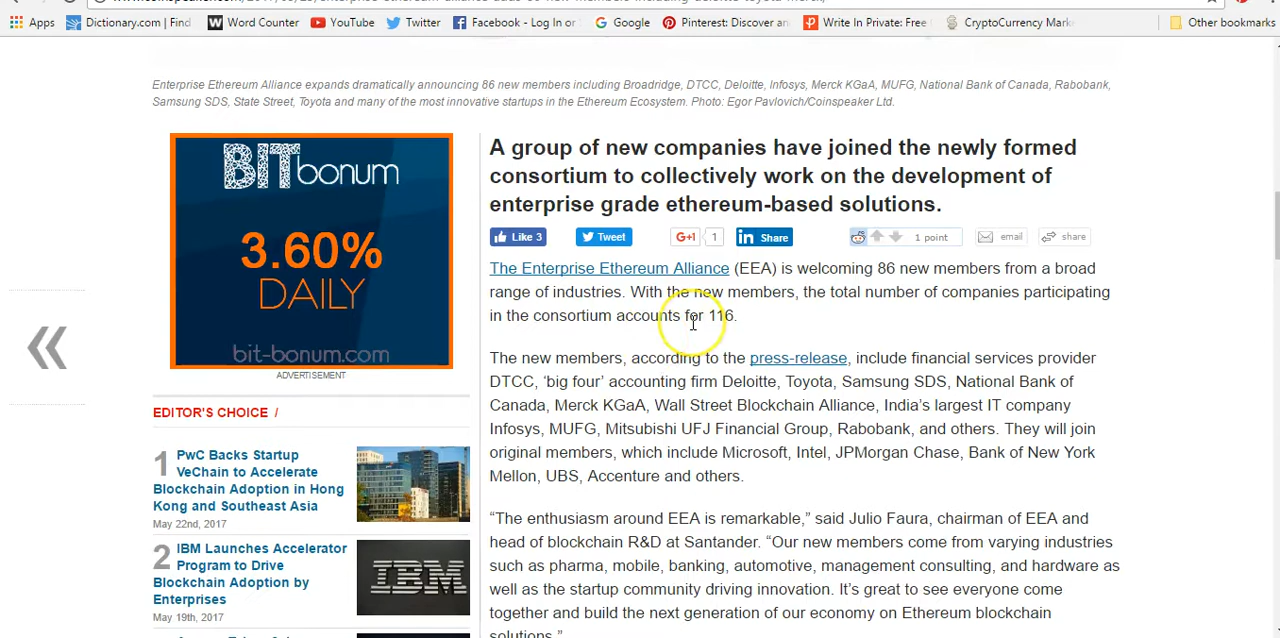 Apps
Dictionary.com | Find
Word Counter
YouTube
Twitter
Facebook - Log In or
Google
Pinterest: Discover an
Write In Private: Free
CryptoCurrency Mark
Other bookmarks
Enterprise Ethereum Alliance expands dramatically announcing 86 new members including Broadridge, DTCC, Deloitte, Infosys, Merck KGaA, MUFG, National Bank of Canada, Rabobank,
Samsung SDS, State Street, Toyota and many of the most innovative startups in the Ethereum Ecosystem. Photo: Egor Pavlovich/Coinspeaker Ltd.
BITbonum
3.60%
DAILY
bit-bonum.com
ADVERTISEMENT
EDITOR'S CHOICE /
1 PwC Backs Startup
VeChain to Accelerate
Blockchain Adoption in Hong
Kong and Southeast Asia
May 22nd, 2017
2 IBM Launches Accelerator
Program to Drive
Blockchain Adoption by
Enterprises
May 19th, 2017
IBM
A group of new companies have joined the newly formed
consortium to collectively work on the development of
enterprise grade ethereum-based solutions.
Like 3
Tweet
G+1 1
in Share
1 point
email
share
The Enterprise Ethereum Alliance (EEA) is welcoming 86 new members from a broad
range of industries. With the new members, the total number of companies participating
in the consortium accounts for 116.
The new members, according to the press-release, include financial services provider
DTCC, ‘big four’ accounting firm Deloitte, Toyota, Samsung SDS, National Bank of
Canada, Merck KGaA, Wall Street Blockchain Alliance, India’s largest IT company
Infosys, MUFG, Mitsubishi UFJ Financial Group, Rabobank, and others. They will join
original members, which include Microsoft, Intel, JPMorgan Chase, Bank of New York
Mellon, UBS, Accenture and others.
“The enthusiasm around EEA is remarkable,” said Julio Faura, chairman of EEA and
head of blockchain R&D at Santander. “Our new members come from varying industries
such as pharma, mobile, banking, automotive, management consulting, and hardware as
well as the startup community driving innovation. It’s great to see everyone come
together and build the next generation of our economy on Ethereum blockchain
solutions.”